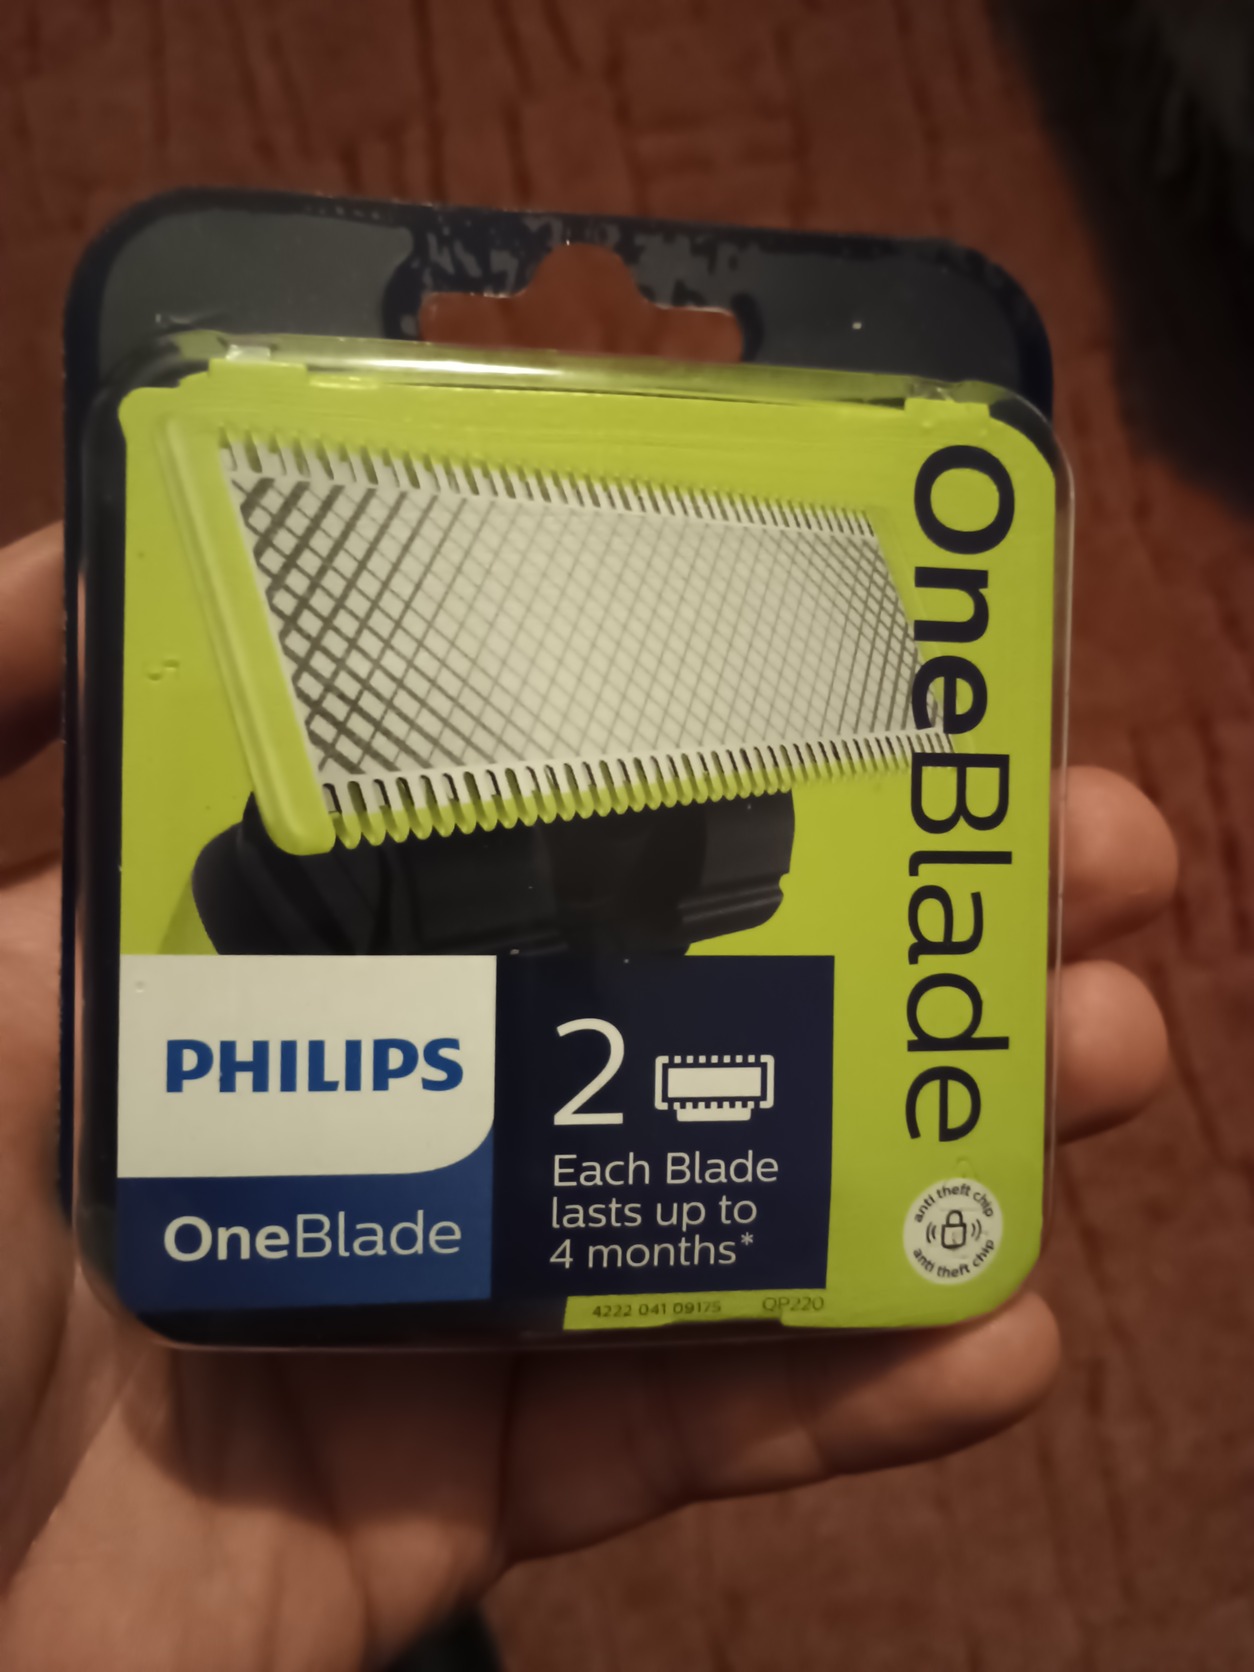 OneBlade
PHILIPS
OneBlade
2
Each Blade
lasts up to
4 months*
4222 041 09175 QP220
anti theft chip
anti theft chip